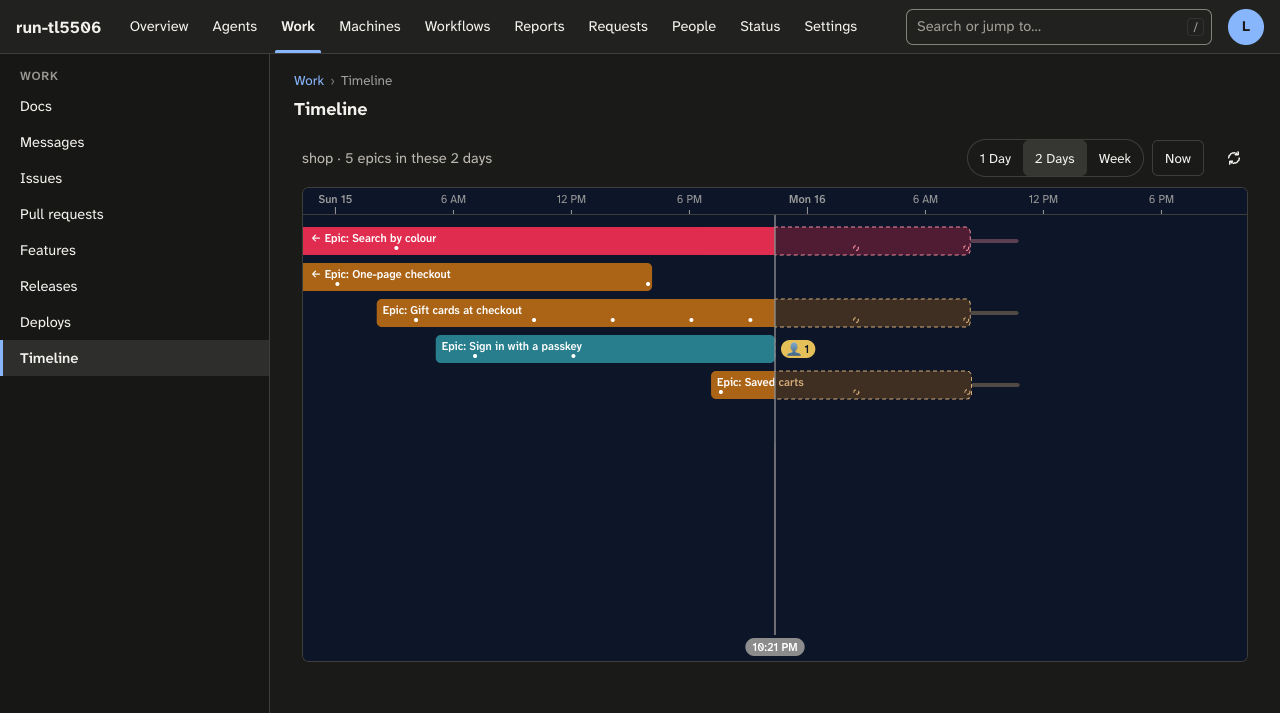 run-tl5506 Overview Agents Work Machines Workflows Reports Requests People Status Settings Search or jump to... / L
WORK
Docs
Messages
Issues
Pull requests
Features
Releases
Deploys
Timeline
Work › Timeline
Timeline
shop · 5 epics in these 2 days 1 Day 2 Days Week Now
Sun 15 6 AM 12 PM 6 PM Mon 16 6 AM 12 PM 6 PM
← Epic: Search by colour
← Epic: One-page checkout
Epic: Gift cards at checkout
Epic: Sign in with a passkey 1
Epic: Saved carts
10:21 PM